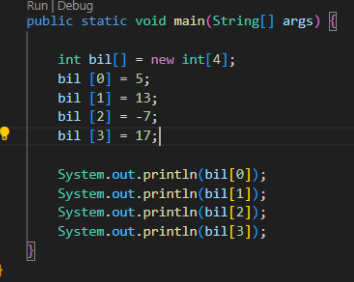 Run | Debug
public static void main(String[] args) {
int bil[] = new int[4];
bil [0] = 5;
bil [1] = 13;
bil [2] = -7;
bil [3] = 17;
System.out.println(bil[0]);
System.out.println(bil[1]);
System.out.println(bil[2]);
System.out.println(bil[3]);
}
}